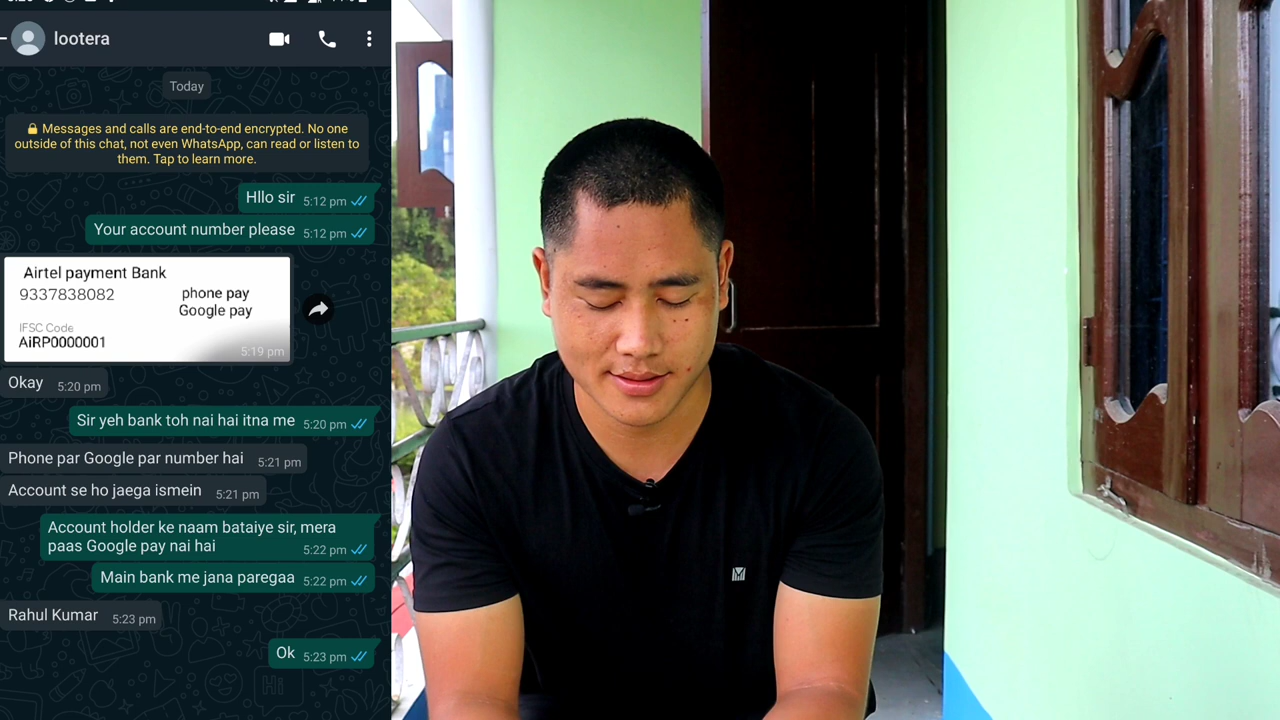 lootera
Today
Messages and calls are end-to-end encrypted. No one
outside of this chat, not even WhatsApp, can read or listen to
them. Tap to learn more.
Hllo sir 5:12 pm
Your account number please 5:12 pm
Airtel payment Bank
9337838082
phone pay
Google pay
IFSC Code
AiRP0000001
5:19 pm
Okay 5:20 pm
Sir yeh bank toh nai hai itna me 5:20 pm
Phone par Google par number hai 5:21 pm
Account se ho jaega ismein 5:21 pm
Account holder ke naam bataiye sir, mera
paas Google pay nai hai 5:22 pm
Main bank me jana paregaa 5:22 pm
Rahul Kumar 5:23 pm
Ok 5:23 pm